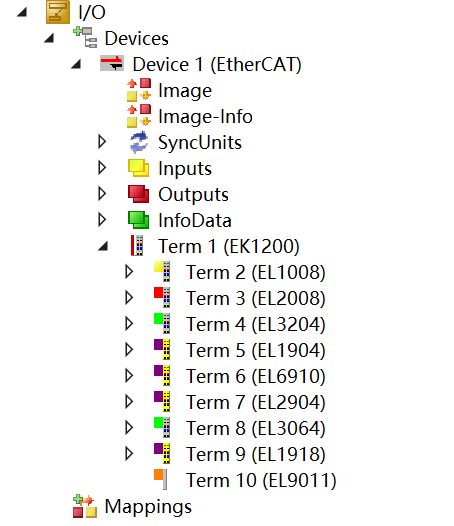 I/O
Devices
Device 1 (EtherCAT)
Image
Image-Info
SyncUnits
Inputs
Outputs
InfoData
Term 1 (EK1200)
Term 2 (EL1008)
Term 3 (EL2008)
Term 4 (EL3204)
Term 5 (EL1904)
Term 6 (EL6910)
Term 7 (EL2904)
Term 8 (EL3064)
Term 9 (EL1918)
Term 10 (EL9011)
Mappings